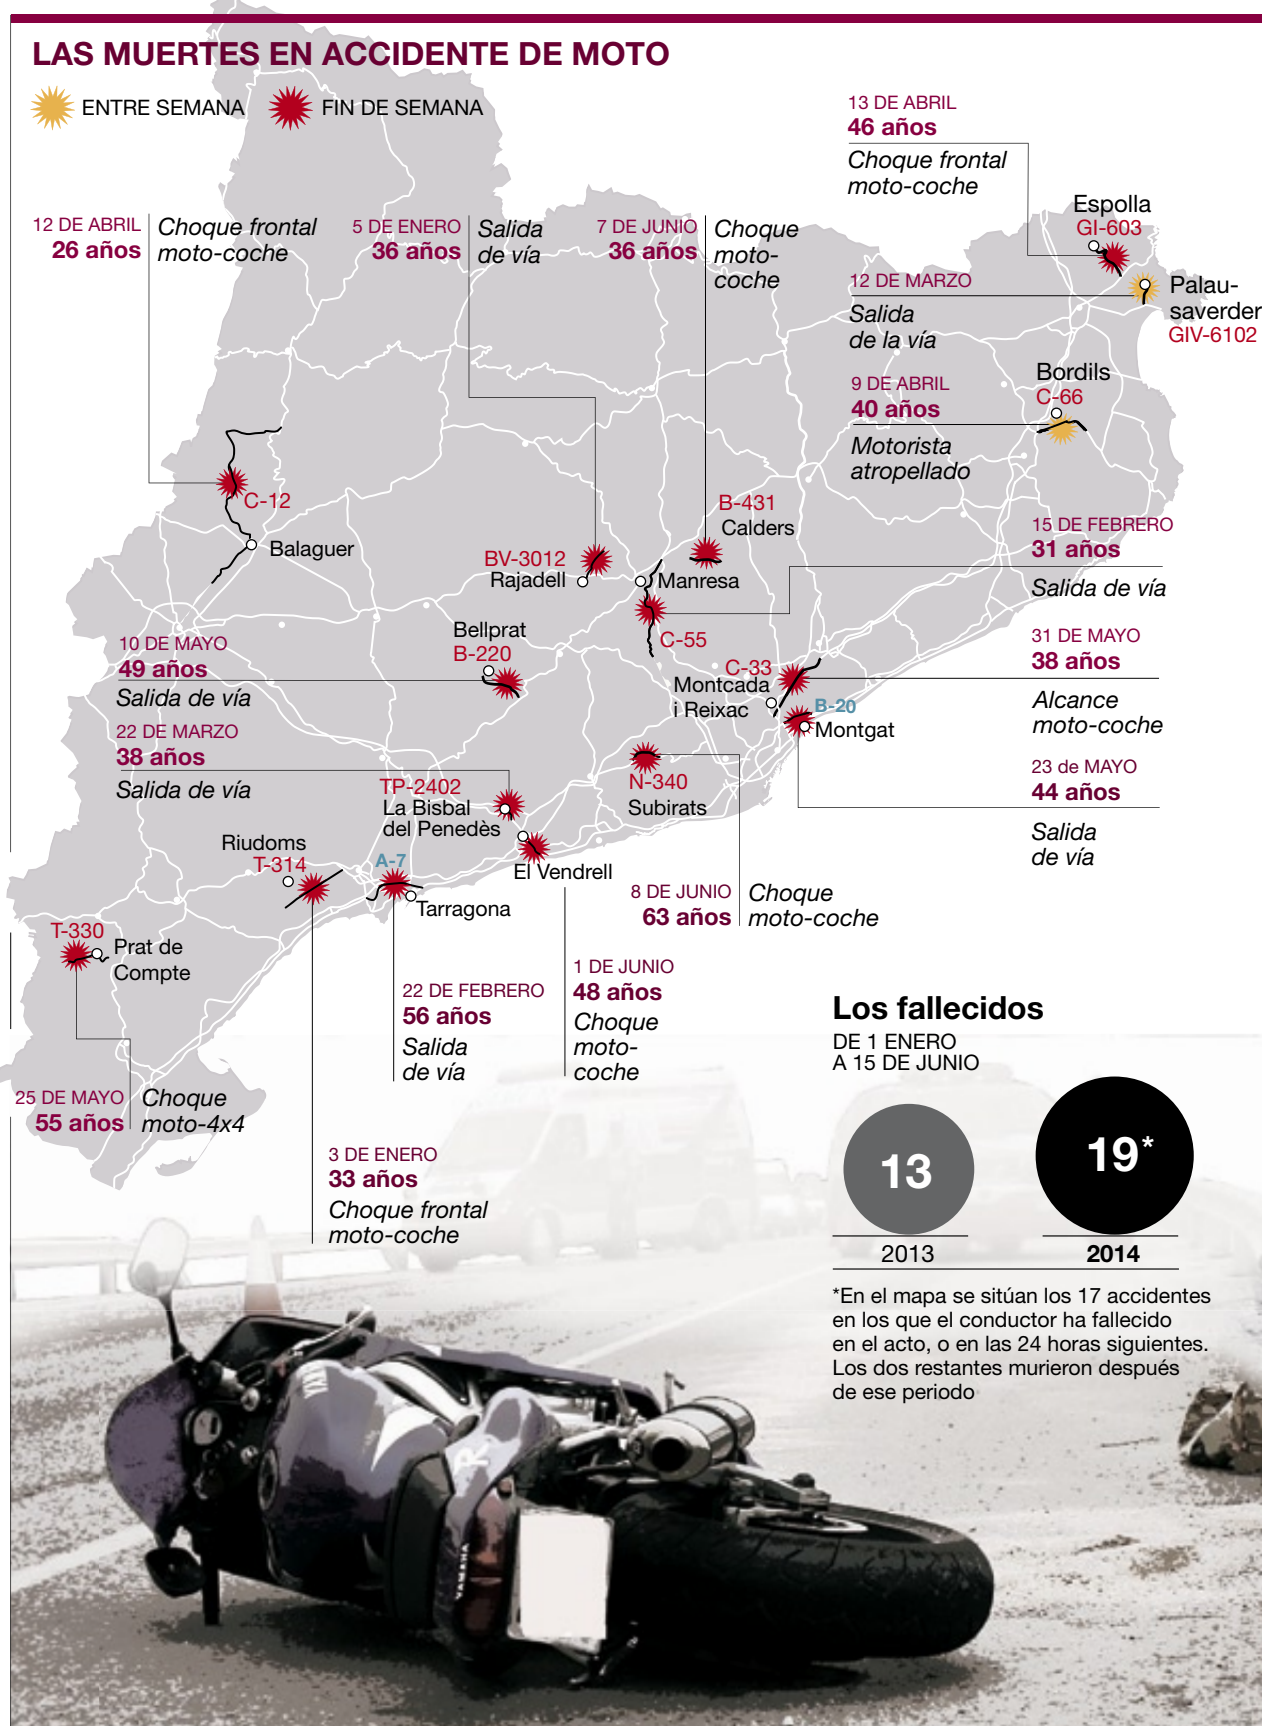 LAS MUERTES EN ACCIDENTE DE MOTO
ENTRE SEMANA
FIN DE SEMANA
13 DE ABRIL
46 años
Choque frontal
moto-coche
Espolla
GI-603
12 DE ABRIL
26 años
Choque frontal
moto-coche
5 DE ENERO
36 años
Salida
de vía
7 DE JUNIO
36 años
Choque
moto-
coche
12 DE MARZO
Salida
de la vía
Palau-
saverder
GIV-6102
9 DE ABRIL
40 años
Motorista
atropellado
Bordils
C-66
C-12
Balaguer
BV-3012
Rajadell
B-431
Calders
Manresa
C-55
15 DE FEBRERO
31 años
Salida de vía
10 DE MAYO
49 años
Salida de vía
Bellprat
B-220
C-33
Montcada
i Reixac
31 DE MAYO
38 años
Alcance
moto-coche
B-20
Montgat
22 DE MARZO
38 años
Salida de vía
TP-2402
La Bisbal
del Penedès
N-340
Subirats
23 de MAYO
44 años
Salida
de vía
Riudoms
T-314
A-7
Tarragona
El Vendrell
8 DE JUNIO
63 años
Choque
moto-coche
T-330
Prat de
Compte
22 DE FEBRERO
56 años
Salida
de vía
1 DE JUNIO
48 años
Choque
moto-
coche
25 DE MAYO
55 años
Choque
moto-4x4
3 DE ENERO
33 años
Choque frontal
moto-coche
Los fallecidos
DE 1 ENERO
A 15 DE JUNIO
13
19*
2013
2014
*En el mapa se sitúan los 17 accidentes
en los que el conductor ha fallecido
en el acto, o en las 24 horas siguientes.
Los dos restantes murieron después
de ese periodo
YAMAHA
R